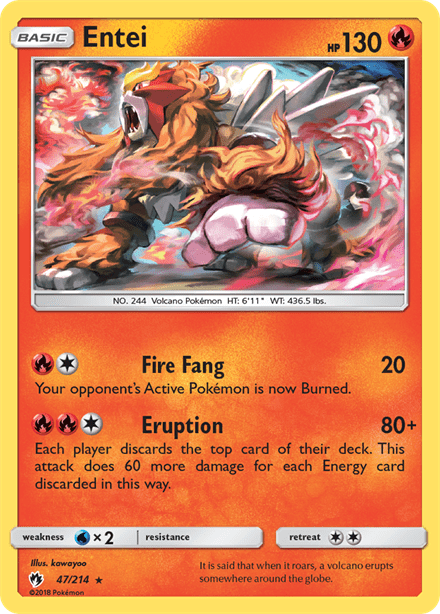 BASIC Entei HP 130
NO. 244 Volcano Pokémon HT: 6'11" WT: 436.5 lbs.
Fire Fang 20
Your opponent's Active Pokémon is now Burned.
Eruption 80+
Each player discards the top card of their deck. This
attack does 60 more damage for each Energy card
discarded in this way.
weakness ×2 resistance retreat
Illus. kawayoo
47/214 ★
©2018 Pokémon
It is said that when it roars, a volcano erupts
somewhere around the globe.